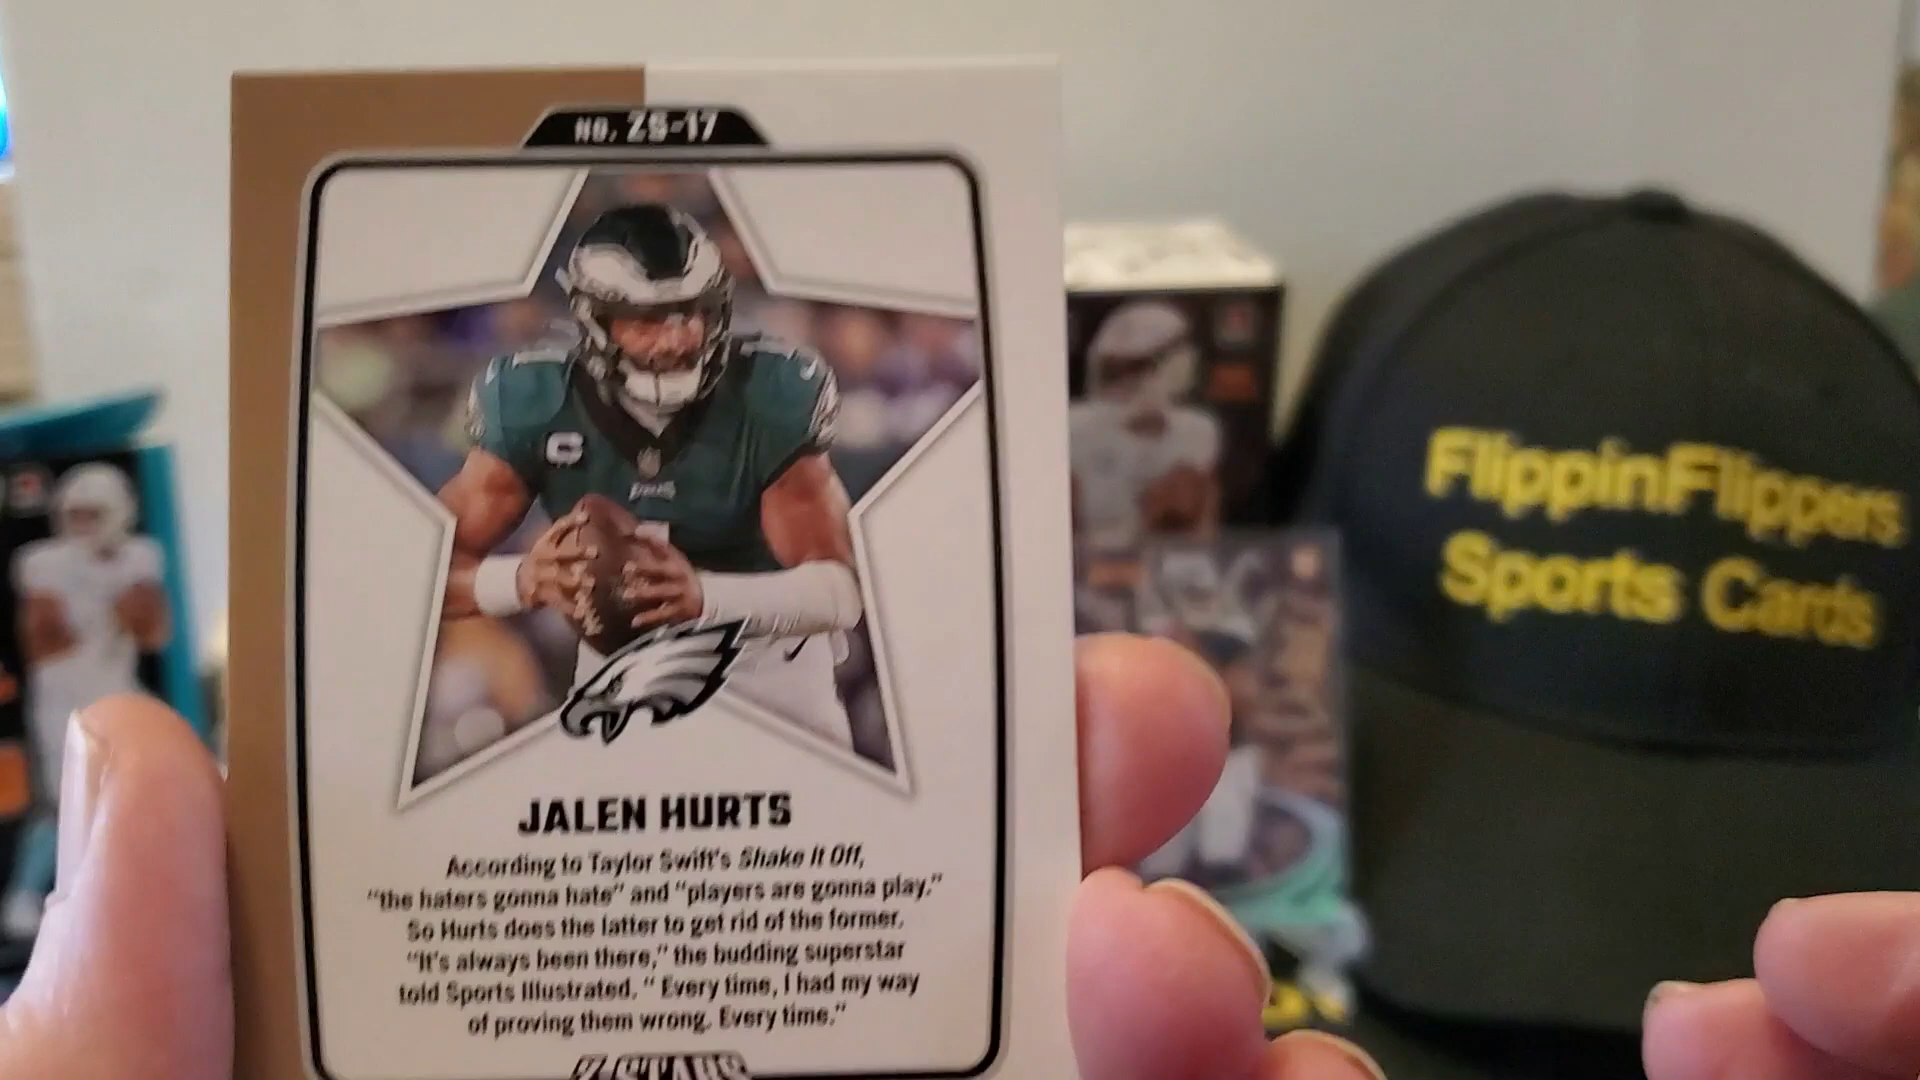 NO. ZS-17
C
JALEN HURTS
According to Taylor Swift's Shake It Off,
"the haters gonna hate" and "players are gonna play."
So Hurts does the latter to get rid of the former.
"It's always been there," the budding superstar
told Sports Illustrated. " Every time, I had my way
of proving them wrong. Every time."
Z-STARS
FlippinFlippers
Sports Cards